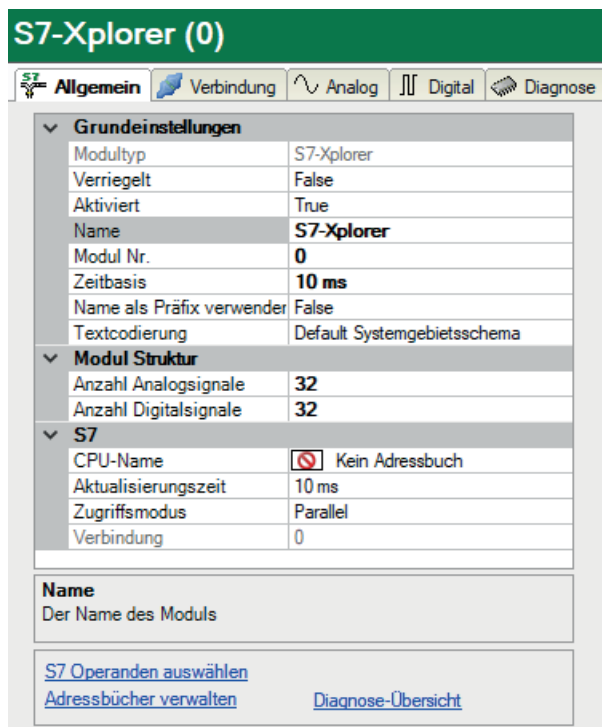 S7-Xplorer (0)
S7 Allgemein Verbindung Analog Digital Diagnose
Grundeinstellungen
Modultyp S7-Xplorer
Verriegelt False
Aktiviert True
Name S7-Xplorer
Modul Nr. 0
Zeitbasis 10 ms
Name als Präfix verwender False
Textcodierung Default Systemgebietsschema
Modul Struktur
Anzahl Analogsignale 32
Anzahl Digitalsignale 32
S7
CPU-Name Kein Adressbuch
Aktualisierungszeit 10 ms
Zugriffsmodus Parallel
Verbindung 0
Name
Der Name des Moduls
S7 Operanden auswählen
Adressbücher verwalten Diagnose-Übersicht